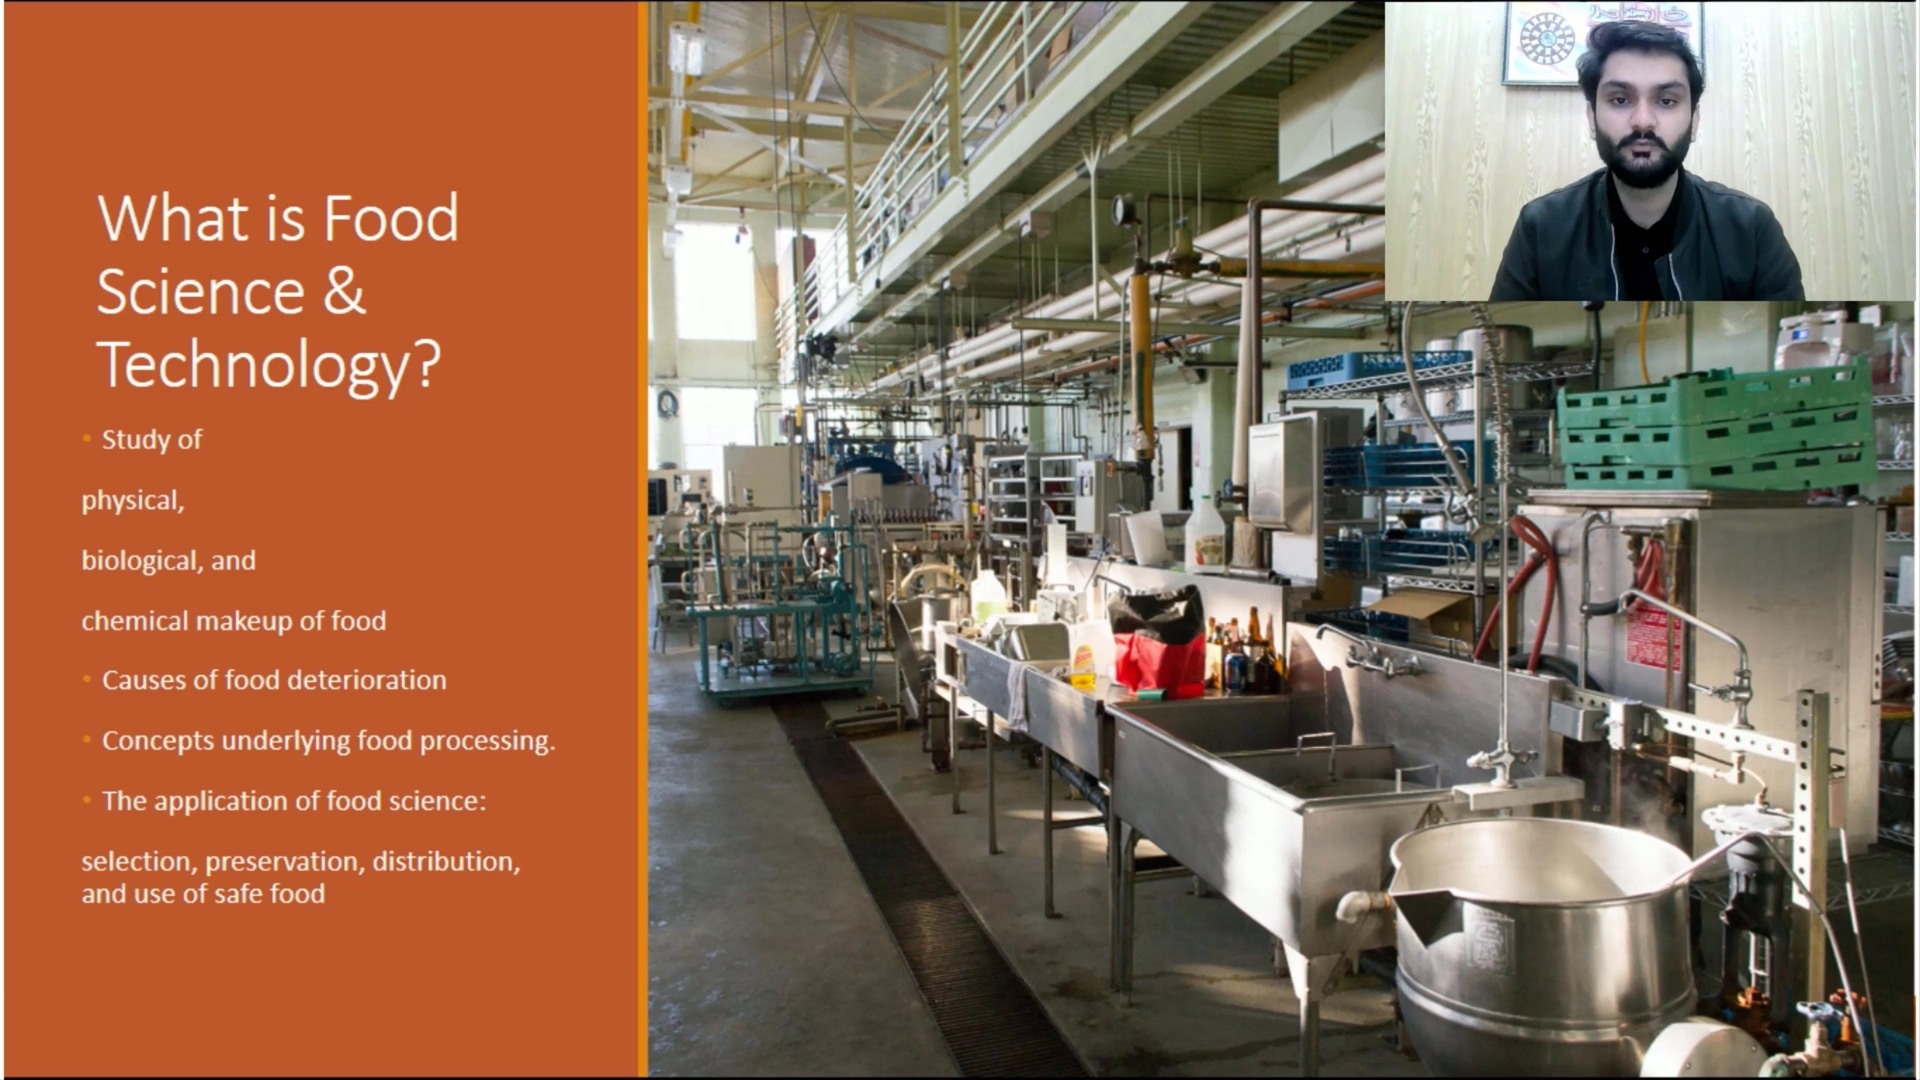 What is Food
Science &
Technology?
• Study of
physical,
biological, and
chemical makeup of food
• Causes of food deterioration
• Concepts underlying food processing.
• The application of food science:
selection, preservation, distribution,
and use of safe food